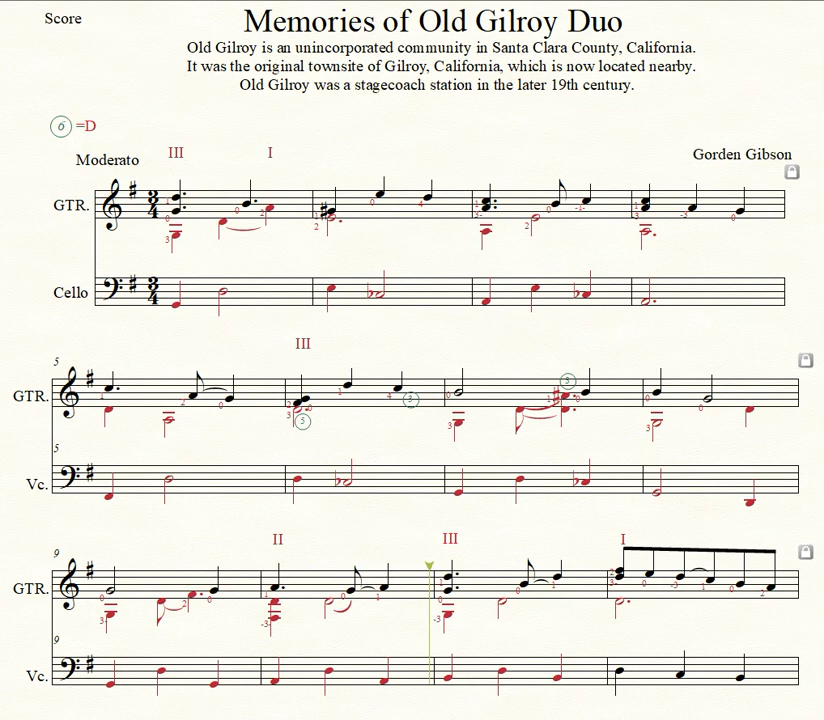 Score
Memories of Old Gilroy Duo
Old Gilroy is an unincorporated community in Santa Clara County, California.
It was the original townsite of Gilroy, California, which is now located nearby.
Old Gilroy was a stagecoach station in the later 19th century.
6 =D
Moderato
III I
Gorden Gibson
GTR.
Cello
5
III
GTR.
3
3
5
5
Vc.
9
II III I
GTR.
9
Vc.